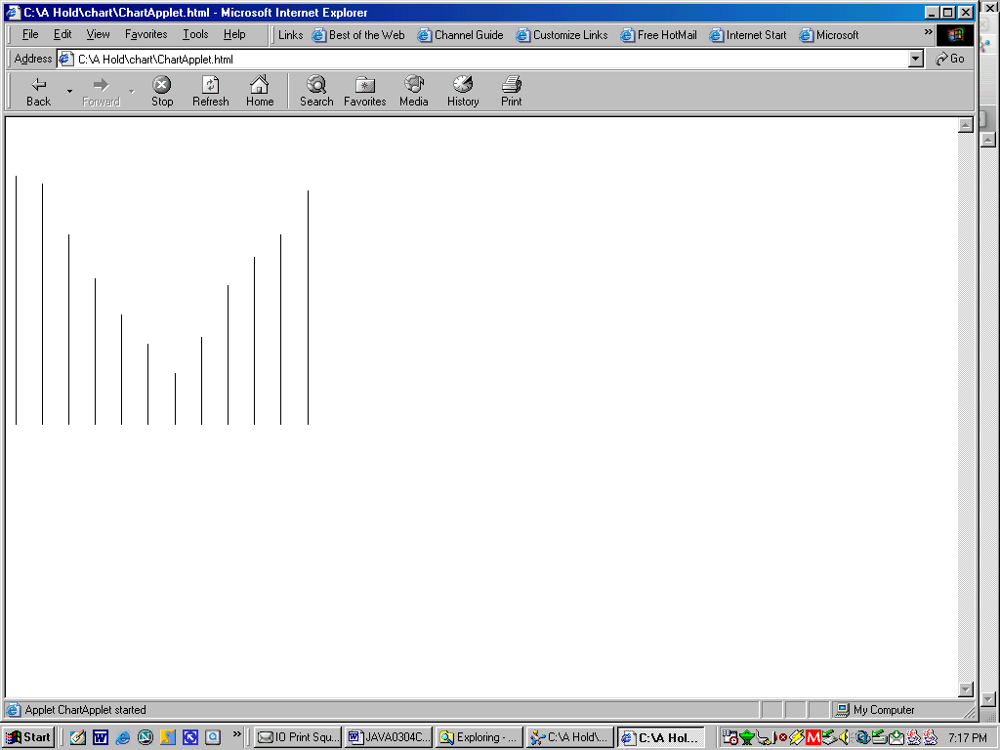 C:\A Hold\chart\ChartApplet.html - Microsoft Internet Explorer
File Edit View Favorites Tools Help Links Best of the Web Channel Guide Customize Links Free HotMail Internet Start Microsoft »
Address C:\A Hold\chart\ChartApplet.html Go
Back Forward Stop Refresh Home Search Favorites Media History Print
Applet ChartApplet started My Computer
Start » IO Print Squ... JAVA0304C... Exploring - ... C:\A Hold\... C:\A Hol... 7:17 PM